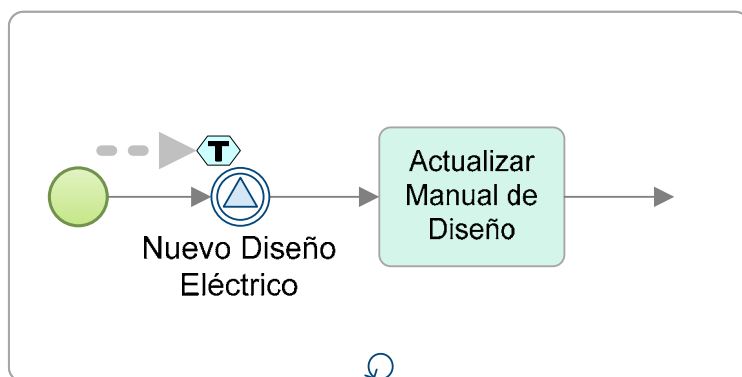 T
Nuevo Diseño
Eléctrico
Actualizar
Manual de
Diseño